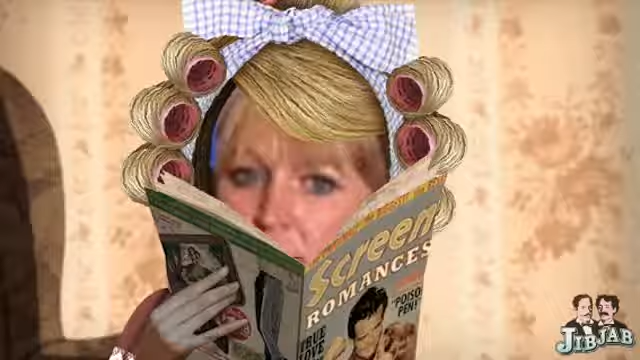 Screen
ROMANCES
"POISON
PEN!
TRUE
LOVE
JIBJAB